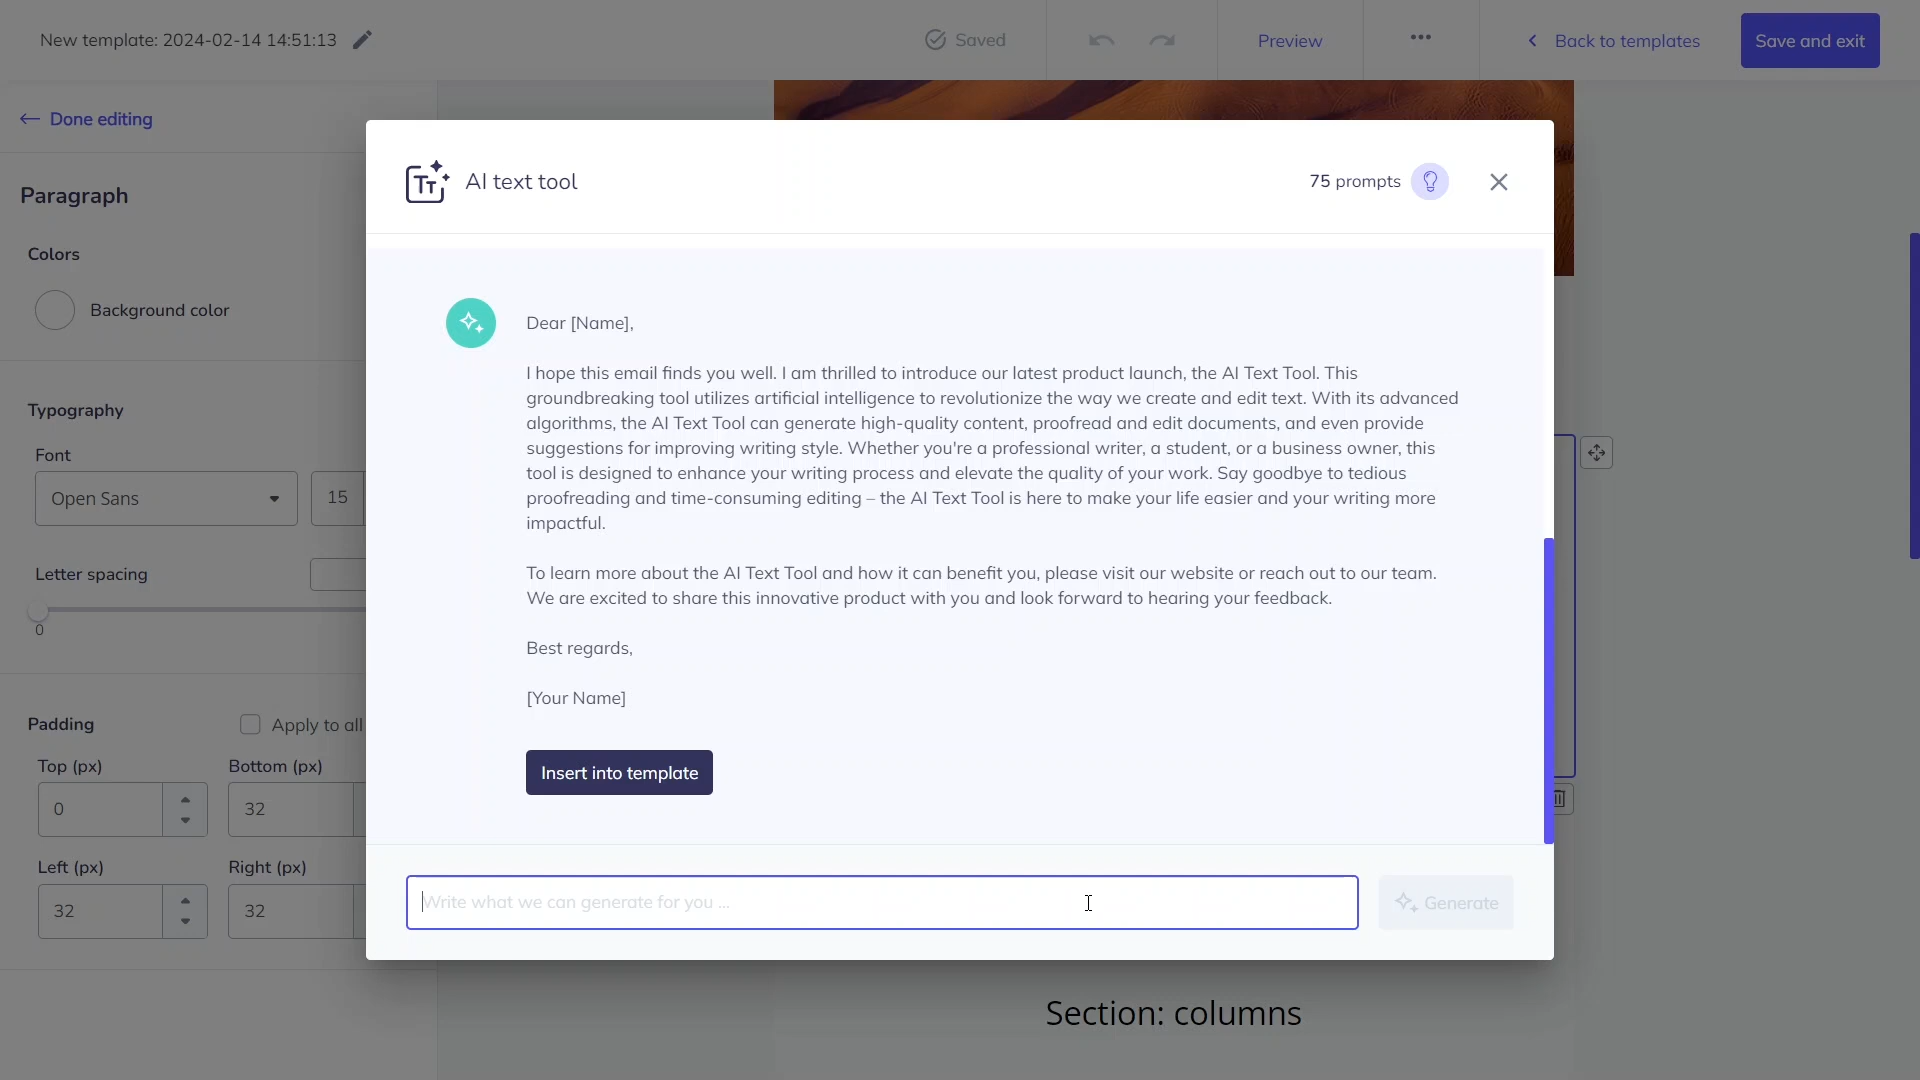 New template: 2024-02-14 14:51:13
Saved
Preview
•••
Back to templates
Save and exit
Done editing
Paragraph
Colors
Background color
Typography
Font
Open Sans
15
Letter spacing
0
Padding
Apply to all
Top (px)
Bottom (px)
0
32
Left (px)
Right (px)
32
32
AI text tool
75 prompts
Dear [Name],
I hope this email finds you well. I am thrilled to introduce our latest product launch, the AI Text Tool. This
groundbreaking tool utilizes artificial intelligence to revolutionize the way we create and edit text. With its advanced
algorithms, the AI Text Tool can generate high-quality content, proofread and edit documents, and even provide
suggestions for improving writing style. Whether you're a professional writer, a student, or a business owner, this
tool is designed to enhance your writing process and elevate the quality of your work. Say goodbye to tedious
proofreading and time-consuming editing – the AI Text Tool is here to make your life easier and your writing more
impactful.
To learn more about the AI Text Tool and how it can benefit you, please visit our website or reach out to our team.
We are excited to share this innovative product with you and look forward to hearing your feedback.
Best regards,
[Your Name]
Insert into template
Write what we can generate for you ...
Generate
Section: columns